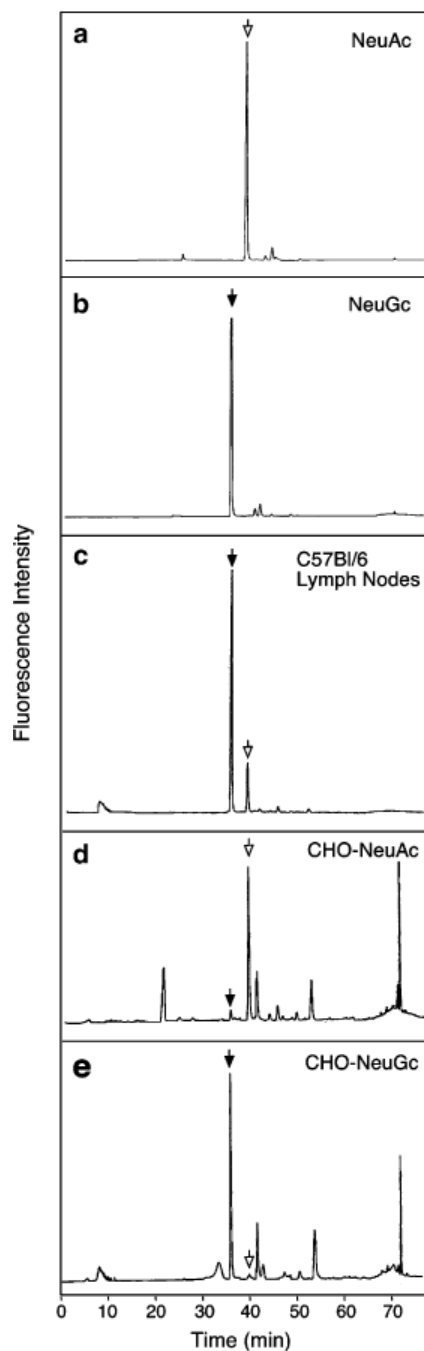 a
NeuAc
b
NeuGc
c
C57Bl/6
Lymph Nodes
d
CHO-NeuAc
e
CHO-NeuGc
Fluorescence Intensity
0 10 20 30 40 50 60 70
Time (min)